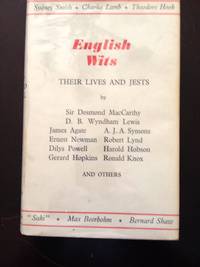 Sydney Smith • Charles Lamb • Theodore Hook
English
Wits
THEIR LIVES AND JESTS
by
Sir Desmond MacCarthy
D. B. Wyndham Lewis
James Agate A. J. A. Symons
Ernest Newman Robert Lynd
Dilys Powell Harold Hobson
Gerard Hopkins Ronald Knox
AND OTHERS
"Saki" • Max Beerbohm • Bernard Shaw